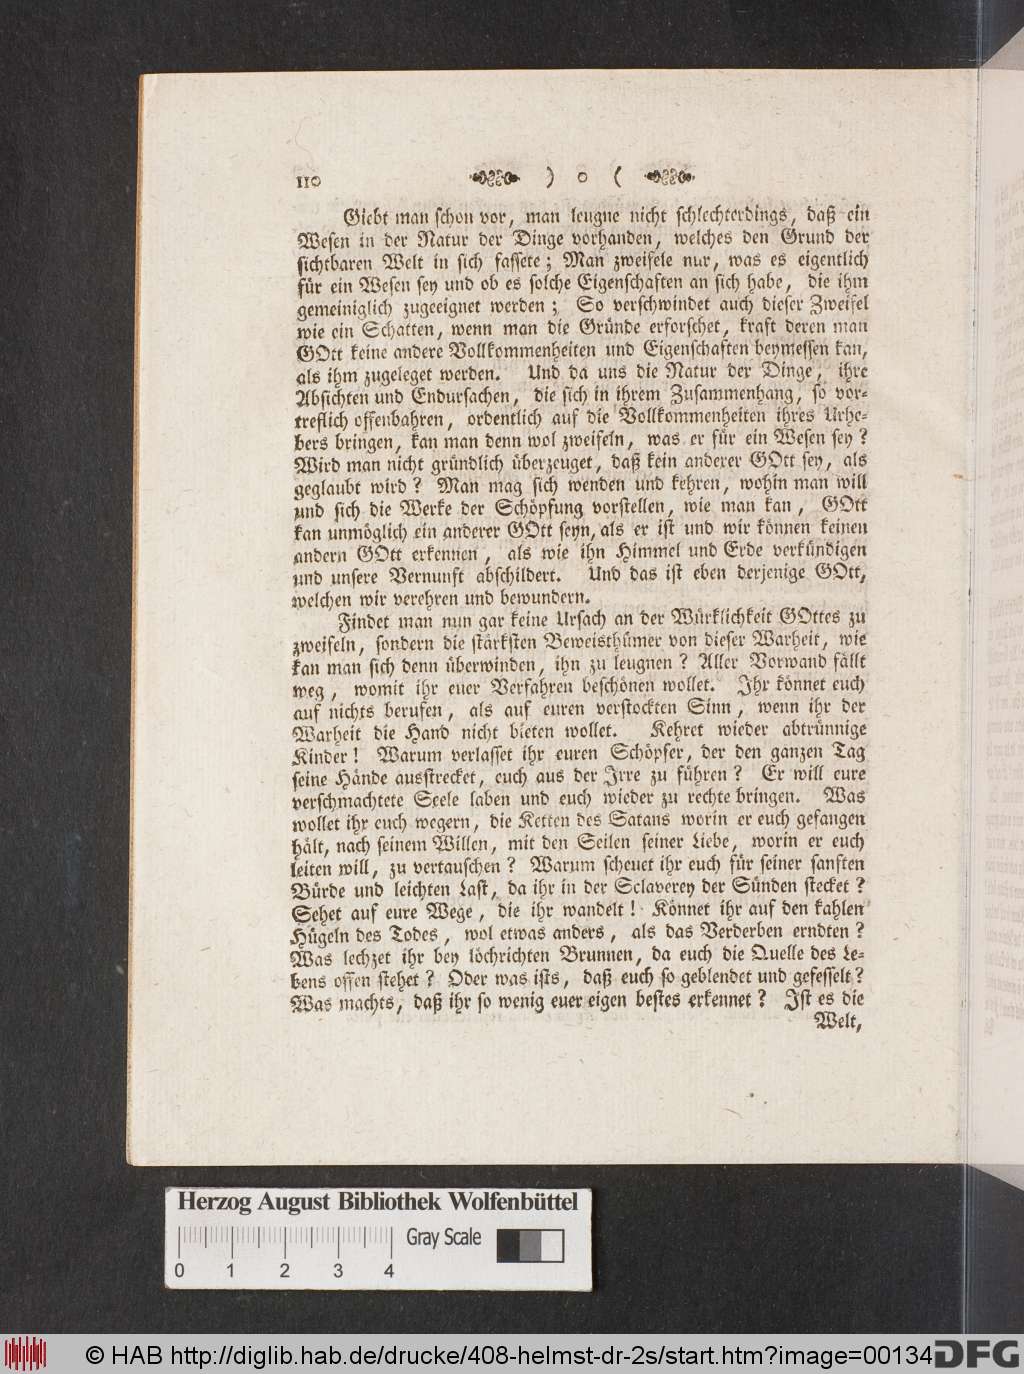 110 ) o (
Giebt man schon vor, man leugne nicht schlechterdings, daß ein
Wesen in der Natur der Dinge vorhanden, welches den Grund der
sichtbaren Welt in sich fassete; Man zweifele nur, was es eigentlich
für ein Wesen sey und ob es solche Eigenschaften an sich habe, die ihm
gemeiniglich zugeeignet werden; So verschwindet auch dieser Zweifel
wie ein Schatten, wenn man die Gründe erforschet, kraft deren man
GOtt keine andere Vollkommenheiten und Eigenschaften beymessen kan,
als ihm zugeleget werden. Und da uns die Natur der Dinge, ihre
Absichten und Endursachen, die sich in ihrem Zusammenhang, so vor-
treflich offenbahren, ordentlich auf die Vollkommenheiten ihres Urhe-
bers bringen, kan man denn wol zweifeln, was er für ein Wesen sey?
Wird man nicht gründlich überzeuget, daß kein anderer GOtt sey, als
geglaubt wird? Man mag sich wenden und kehren, wohin man will
und sich die Werke der Schöpfung vorstellen, wie man kan, GOtt
kan unmöglich ein anderer GOtt seyn, als er ist und wir können keinen
andern GOtt erkennen, als wie ihn Himmel und Erde verkündigen
und unsere Vernunft abschildert. Und das ist eben derjenige GOtt,
welchen wir verehren und bewundern.
Findet man nun gar keine Ursach an der Würklichkeit GOttes zu
zweifeln, sondern die stärksten Beweisthümer von dieser Warheit, wie
kan man sich denn überwinden, ihn zu leugnen? Aller Vorwand fällt
weg, womit ihr euer Verfahren beschönen wollet. Ihr könnet euch
auf nichts berufen, als auf euren verstockten Sinn, wenn ihr der
Warheit die Hand nicht bieten wollet. Kehret wieder abtrünnige
Kinder! Warum verlasset ihr euren Schöpfer, der den ganzen Tag
seine Hände ausstrecket, euch aus der Irre zu führen? Er will eure
verschmachtete Seele laben und euch wieder zu rechte bringen. Was
wollet ihr euch wegern, die Ketten des Satans worin er euch gefangen
hält, nach seinem Willen, mit den Seilen seiner Liebe, worin er euch
leiten will, zu vertauschen? Warum scheuet ihr euch für seiner sanften
Bürde und leichten Last, da ihr in der Sclaverey der Sünden stecket?
Sehet auf eure Wege, die ihr wandelt! Könnet ihr auf den kahlen
Hügeln des Todes, wol etwas anders, als das Verderben erndten?
Was lechzet ihr bey löchrichten Brunnen, da euch die Quelle des Le-
bens offen stehet? Oder was ists, daß euch so geblendet und gefesselt?
Was machts, daß ihr so wenig euer eigen bestes erkennet? Ist es die
Welt,
Herzog August Bibliothek Wolfenbüttel
Gray Scale
0 1 2 3 4
© HAB http://diglib.hab.de/drucke/408-helmst-dr-2s/start.htm?image=00134
DFG